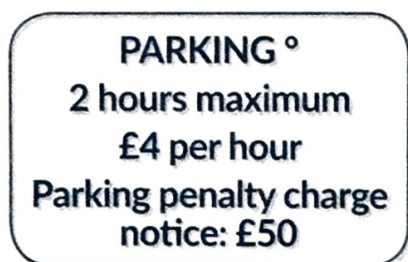 PARKING °
2 hours maximum
£4 per hour
Parking penalty charge
notice: £50